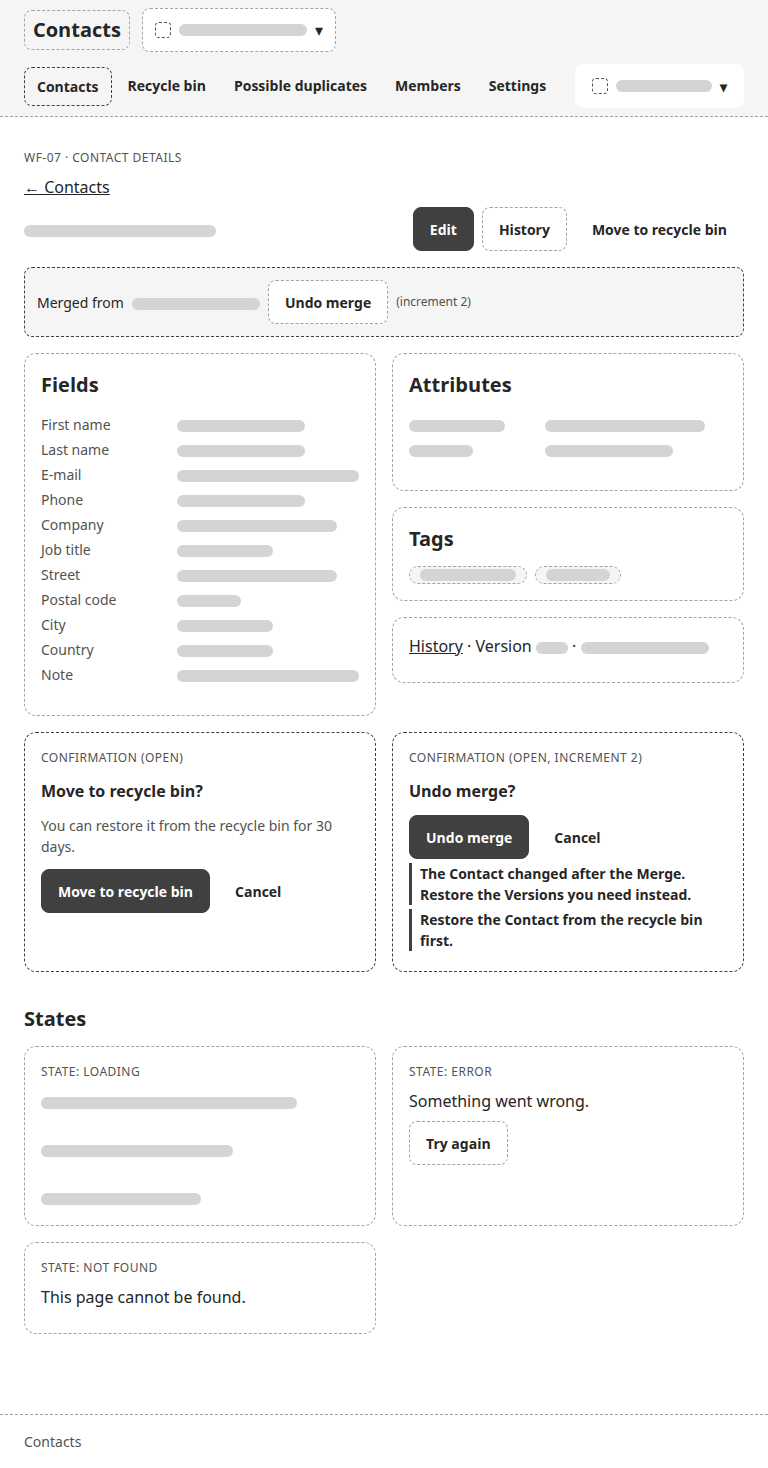 Contacts
▾
Contacts Recycle bin Possible duplicates Members Settings ▾
WF-07 · CONTACT DETAILS
← Contacts
Edit History Move to recycle bin
Merged from Undo merge (increment 2)
Fields
First name
Last name
E-mail
Phone
Company
Job title
Street
Postal code
City
Country
Note
Attributes
Tags
History · Version ·
CONFIRMATION (OPEN)
Move to recycle bin?
You can restore it from the recycle bin for 30
days.
Move to recycle bin Cancel
CONFIRMATION (OPEN, INCREMENT 2)
Undo merge?
Undo merge Cancel
The Contact changed after the Merge.
Restore the Versions you need instead.
Restore the Contact from the recycle bin
first.
States
STATE: LOADING
STATE: ERROR
Something went wrong.
Try again
STATE: NOT FOUND
This page cannot be found.
Contacts